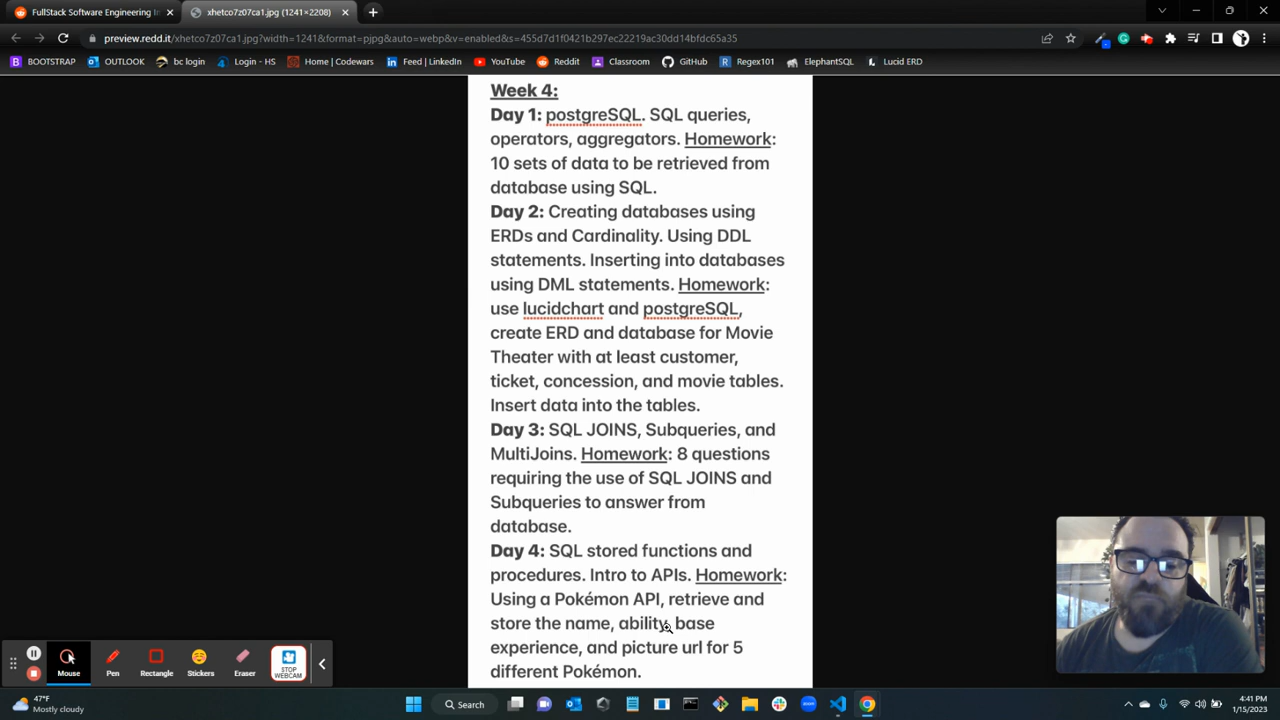 FullStack Software Engineering In
xhetco7z07ca1.jpg (1241×2208)
preview.redd.it/xhetco7z07ca1.jpg?width=1241&format=pjpg&auto=webp&v=enabled&s=455d7d1f0421b297ec22219ac30dd14bfdc65a35
BOOTSTRAP OUTLOOK bc login Login - HS Home | Codewars Feed | LinkedIn YouTube Reddit Classroom GitHub Regex101 ElephantSQL Lucid ERD
Week 4:
Day 1: postgreSQL. SQL queries,
operators, aggregators. Homework:
10 sets of data to be retrieved from
database using SQL.
Day 2: Creating databases using
ERDs and Cardinality. Using DDL
statements. Inserting into databases
using DML statements. Homework:
use lucidchart and postgreSQL,
create ERD and database for Movie
Theater with at least customer,
ticket, concession, and movie tables.
Insert data into the tables.
Day 3: SQL JOINS, Subqueries, and
MultiJoins. Homework: 8 questions
requiring the use of SQL JOINS and
Subqueries to answer from
database.
Day 4: SQL stored functions and
procedures. Intro to APIs. Homework:
Using a Pokémon API, retrieve and
store the name, ability, base
experience, and picture url for 5
different Pokémon.
Mouse Pen Rectangle Stickers Eraser STOP WEBCAM
47°F
Mostly cloudy
Search
4:41 PM
1/15/2023